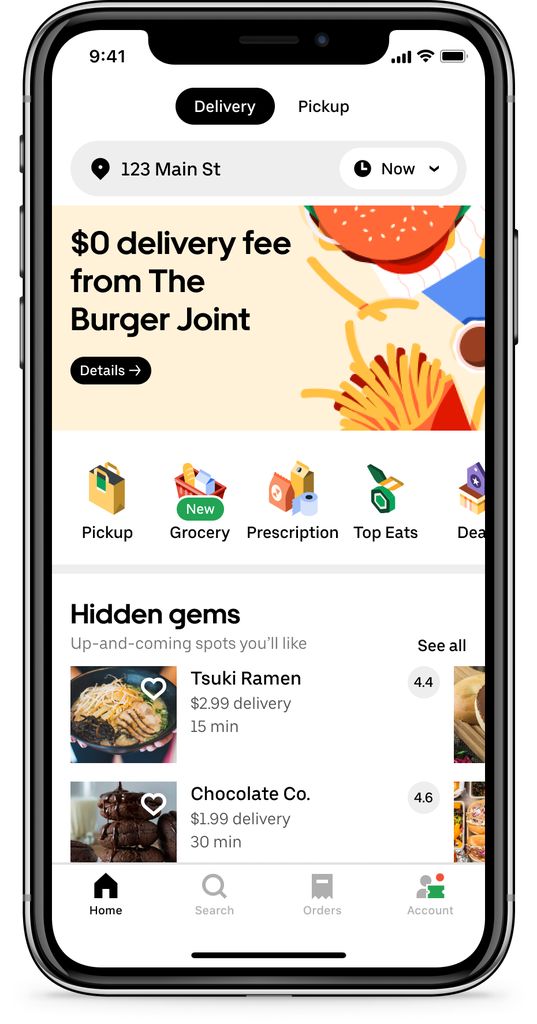 9:41
Delivery
Pickup
123 Main St
Now
$0 delivery fee
from The
Burger Joint
Details →
New
Pickup
Grocery
Prescription
Top Eats
Dea
Hidden gems
Up-and-coming spots you'll like
See all
Tsuki Ramen
4.4
$2.99 delivery
15 min
Chocolate Co.
4.6
$1.99 delivery
30 min
Home
Search
Orders
Account